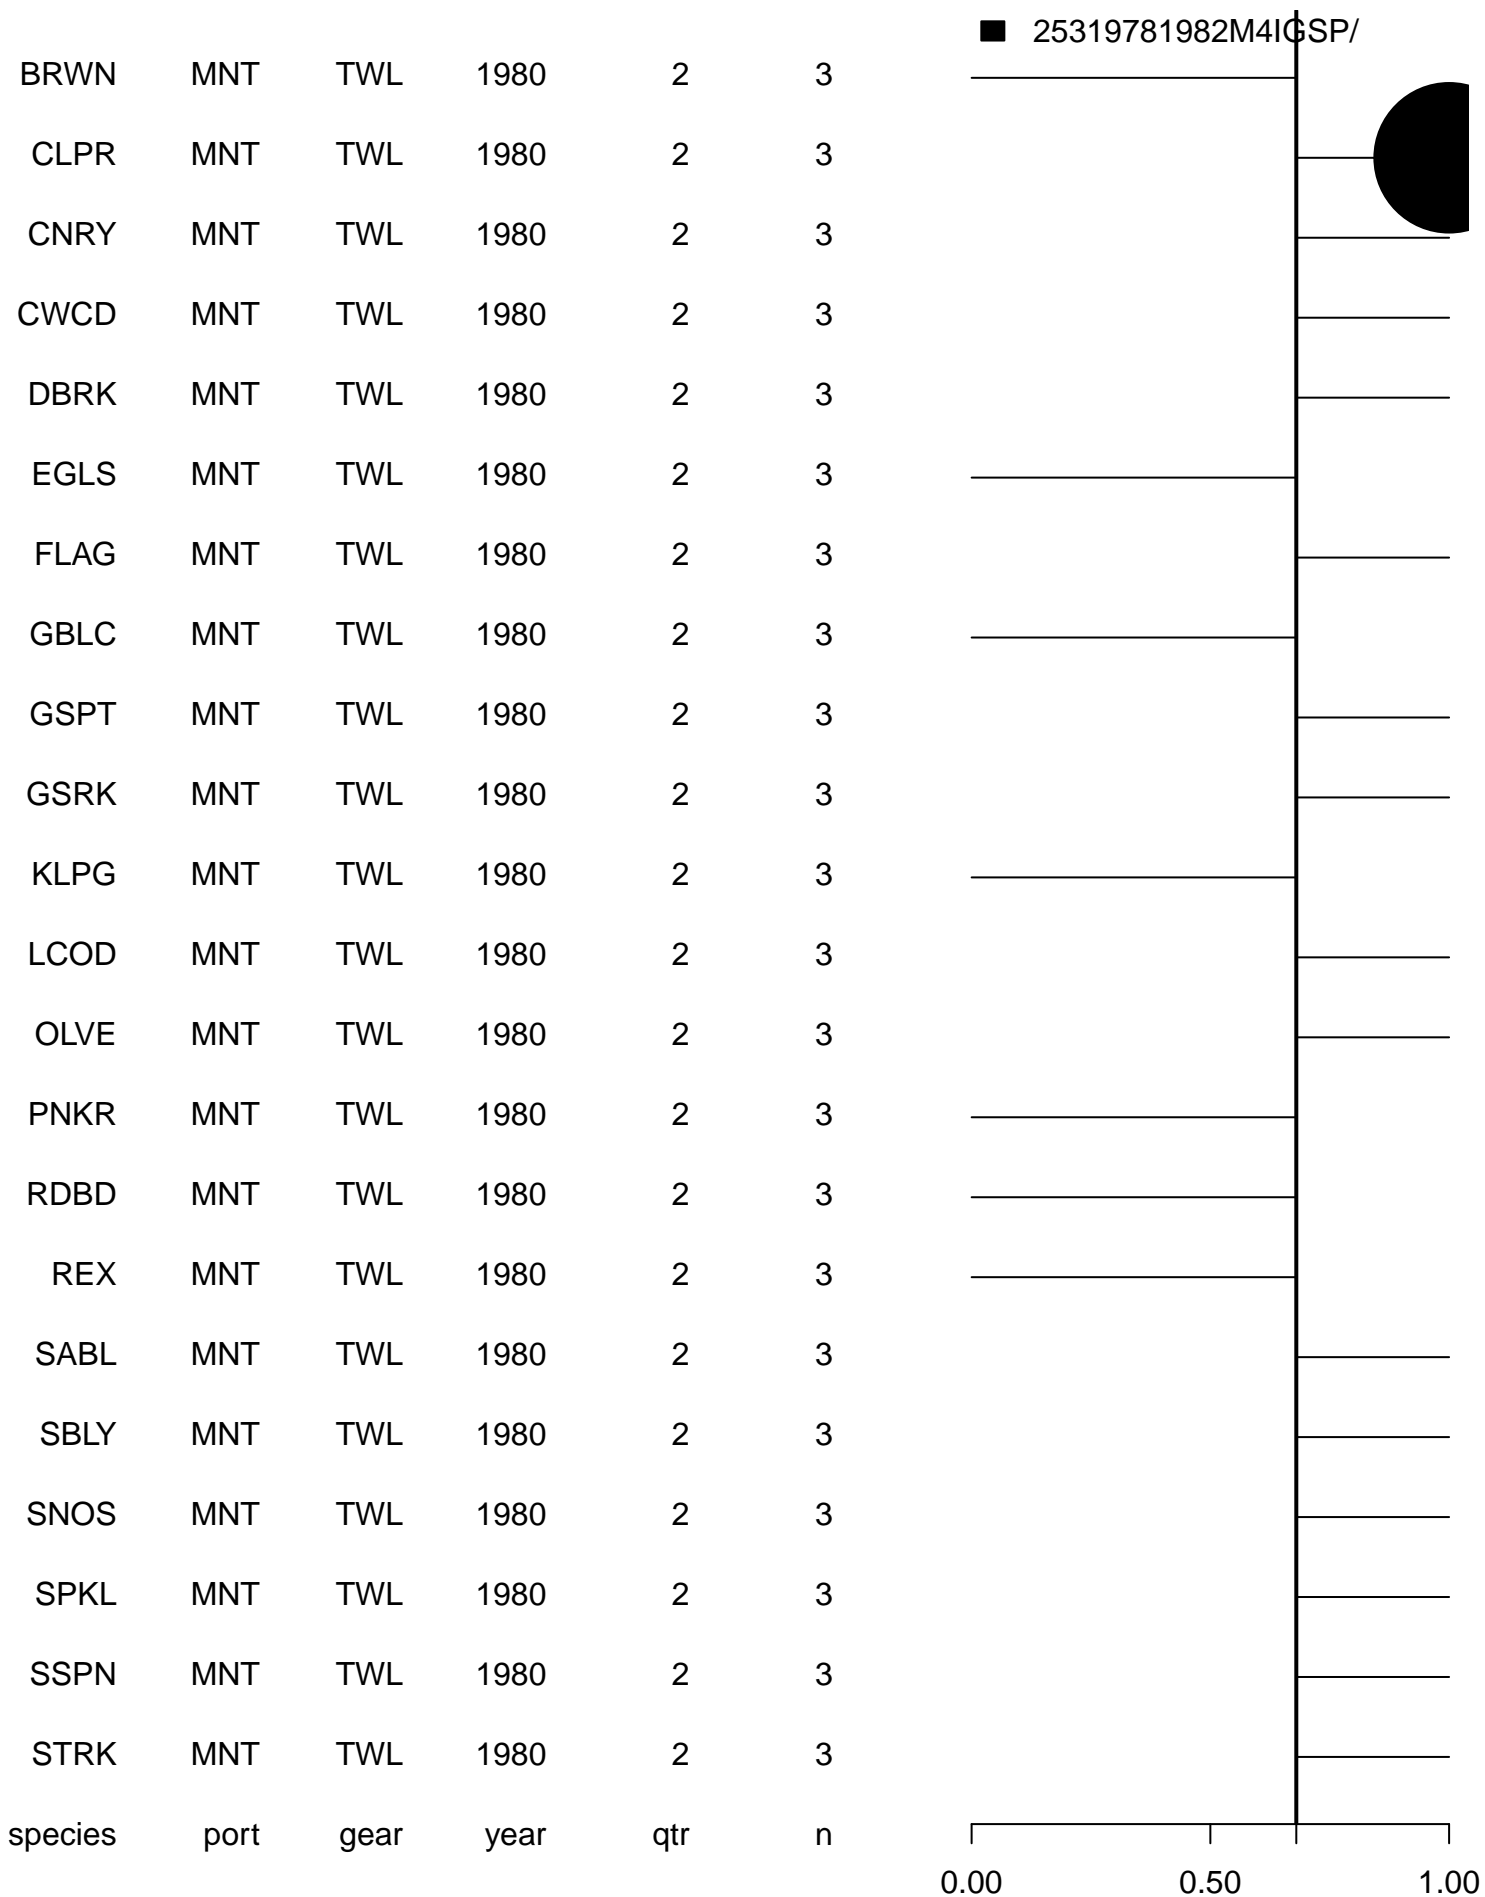 25319781982M4IGSP/
BRWN MNT TWL 1980 2 3
CLPR MNT TWL 1980 2 3
CNRY MNT TWL 1980 2 3
CWCD MNT TWL 1980 2 3
DBRK MNT TWL 1980 2 3
EGLS MNT TWL 1980 2 3
FLAG MNT TWL 1980 2 3
GBLC MNT TWL 1980 2 3
GSPT MNT TWL 1980 2 3
GSRK MNT TWL 1980 2 3
KLPG MNT TWL 1980 2 3
LCOD MNT TWL 1980 2 3
OLVE MNT TWL 1980 2 3
PNKR MNT TWL 1980 2 3
RDBD MNT TWL 1980 2 3
REX MNT TWL 1980 2 3
SABL MNT TWL 1980 2 3
SBLY MNT TWL 1980 2 3
SNOS MNT TWL 1980 2 3
SPKL MNT TWL 1980 2 3
SSPN MNT TWL 1980 2 3
STRK MNT TWL 1980 2 3
species port gear year qtr n
0.00 0.50 1.00